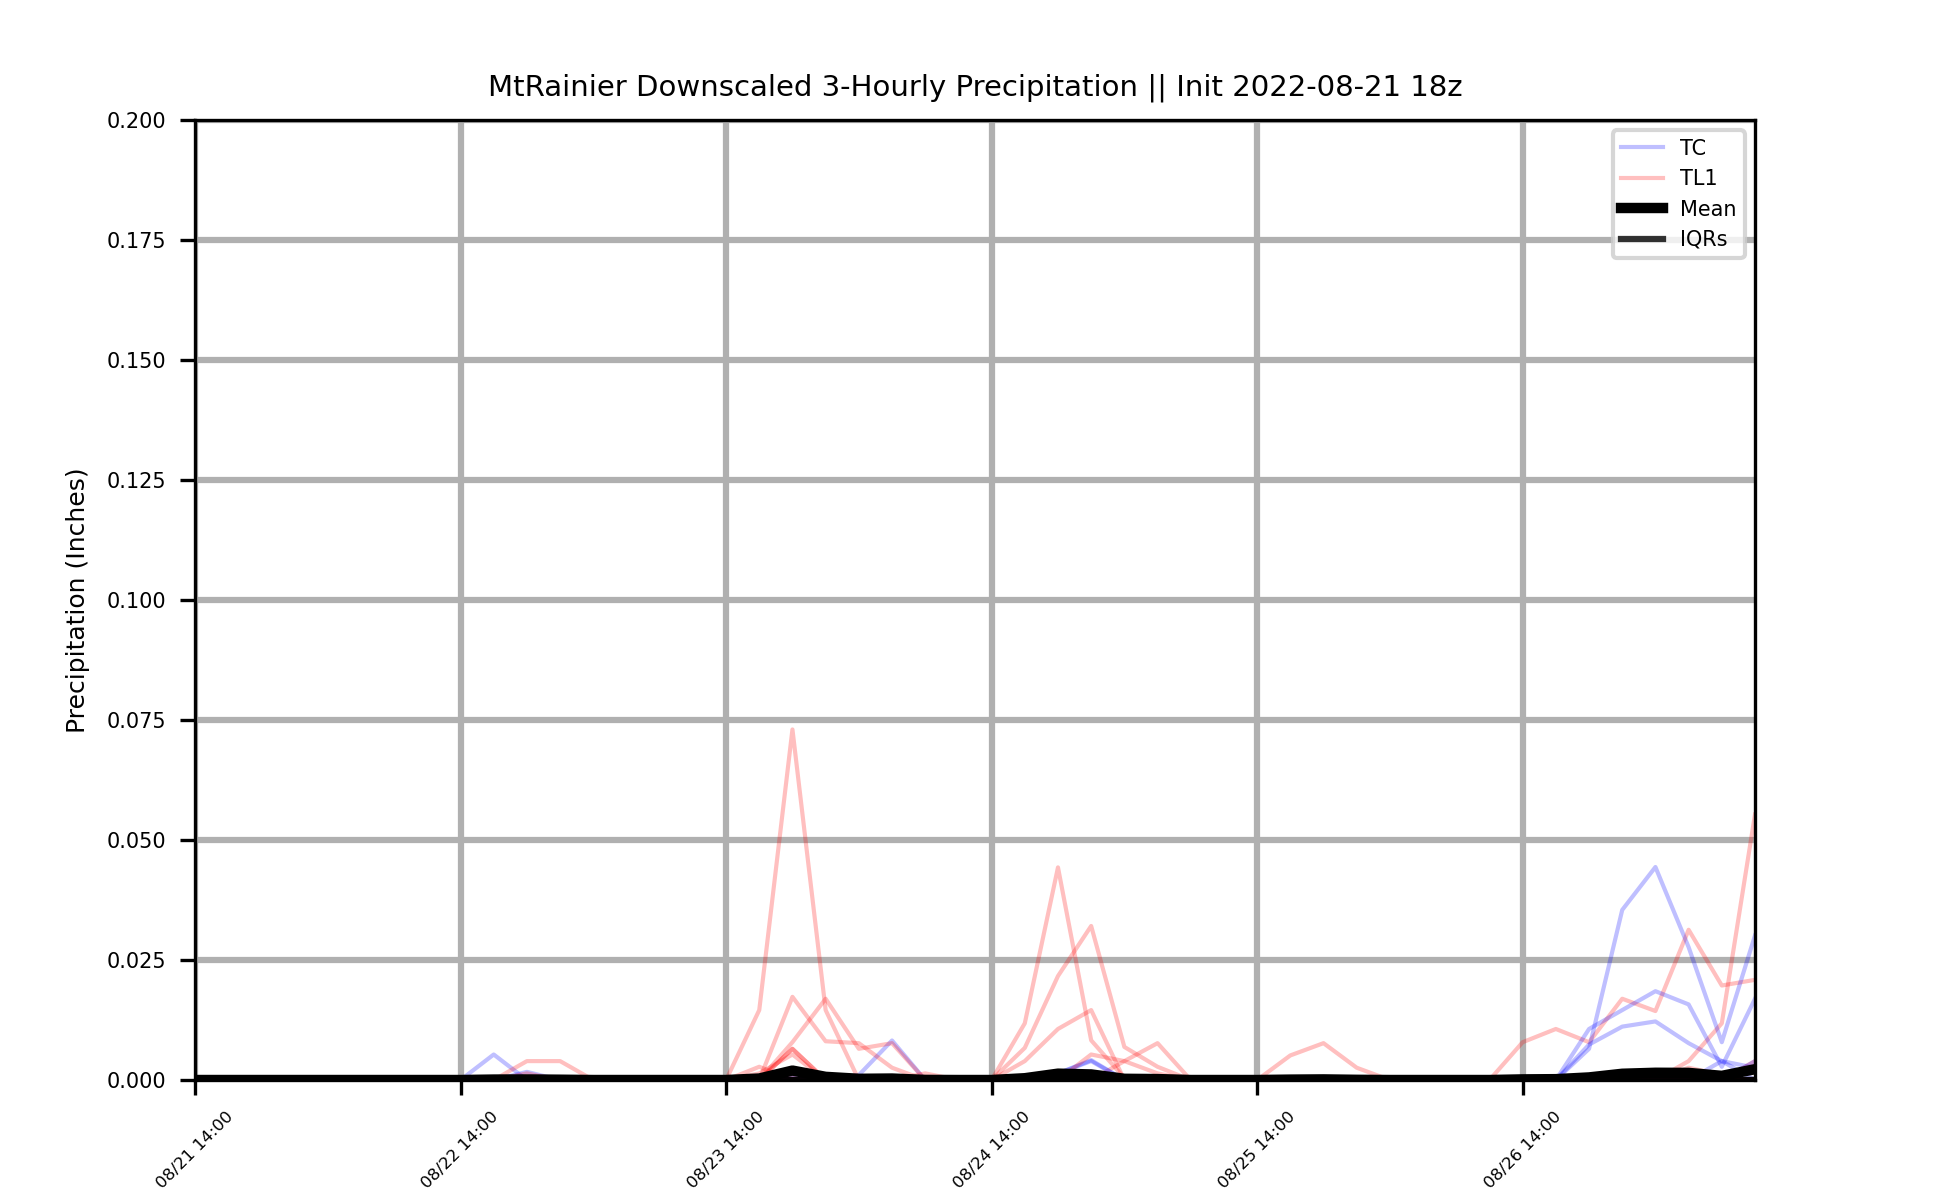 MtRainier Downscaled 3-Hourly Precipitation || Init 2022-08-21 18z
0.200
0.175
0.150
0.125
0.100
0.075
0.050
0.025
0.000
Precipitation (Inches)
TC
TL1
Mean
IQRs
08/21 14:00
08/22 14:00
08/23 14:00
08/24 14:00
08/25 14:00
08/26 14:00